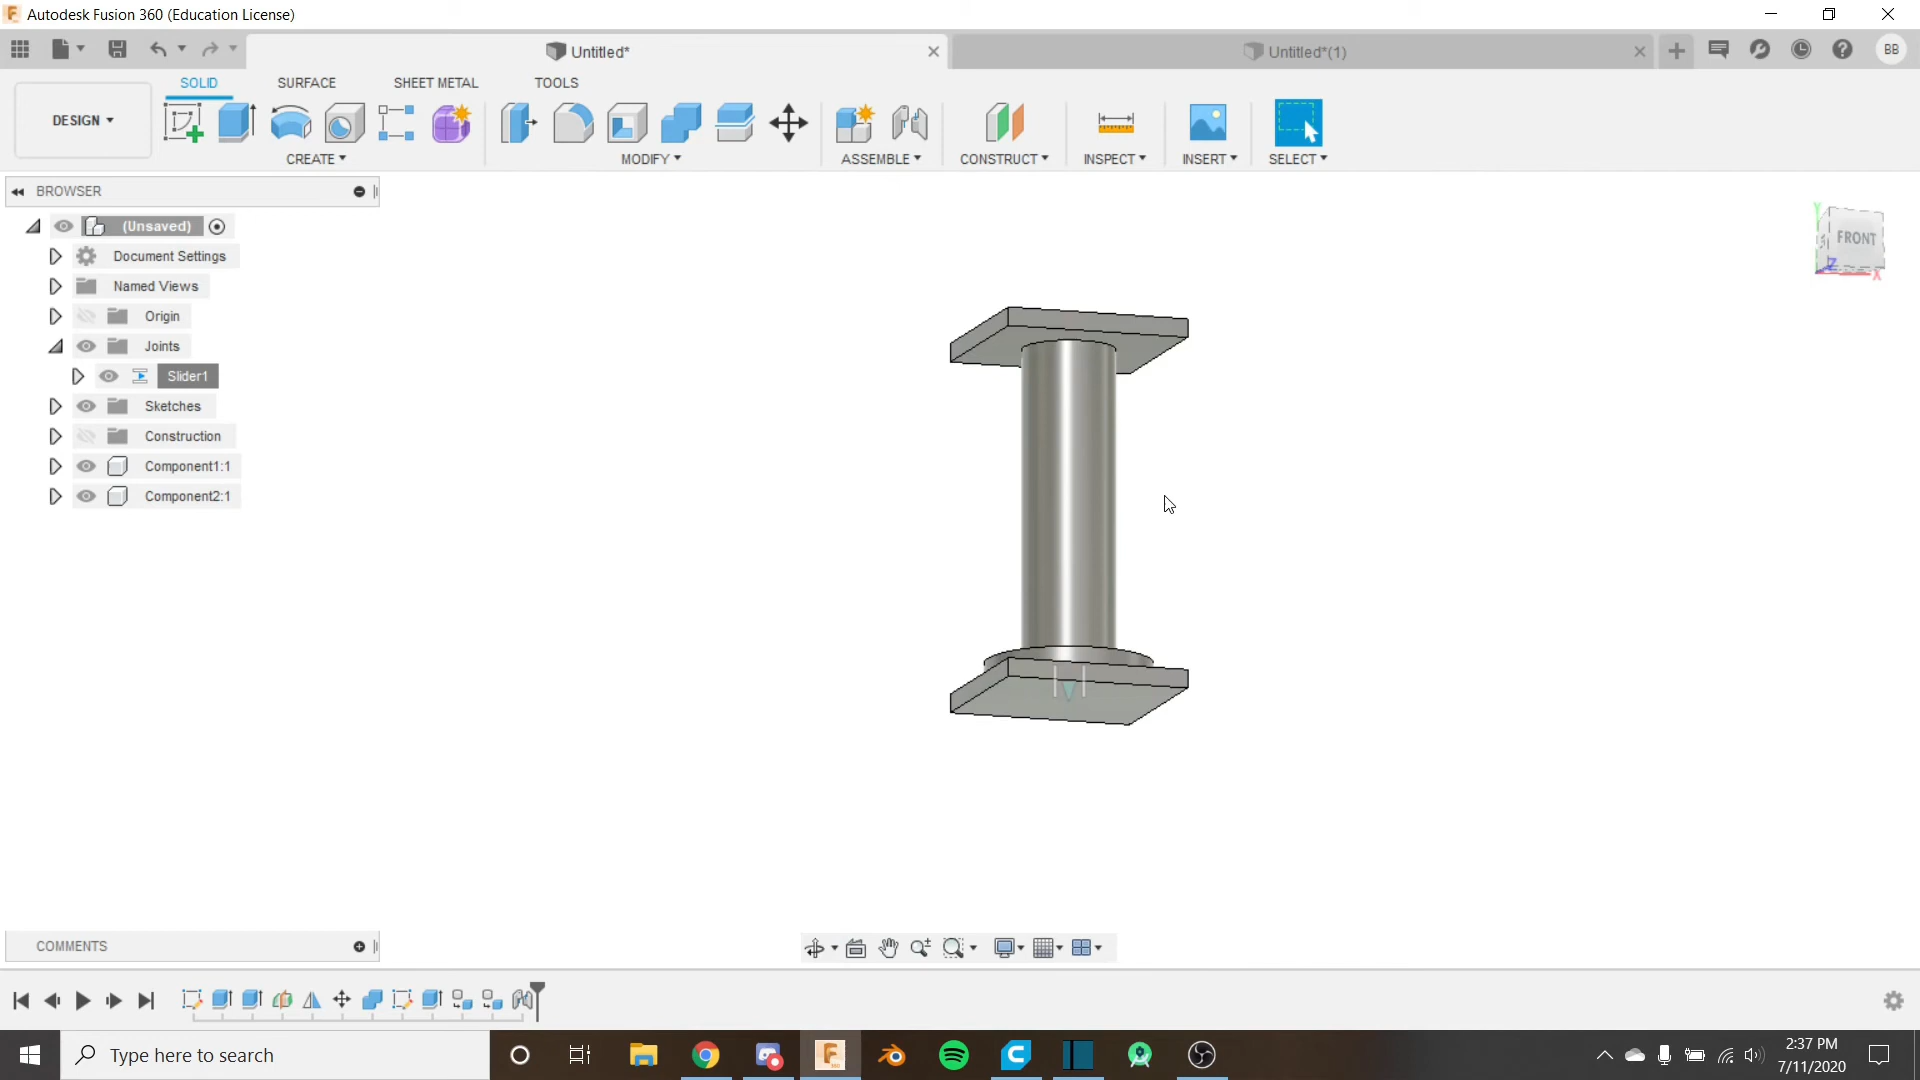 Autodesk Fusion 360 (Education License)
Untitled*
Untitled*(1)
BB
SOLID
SURFACE
SHEET METAL
TOOLS
DESIGN
CREATE
MODIFY
ASSEMBLE
CONSTRUCT
INSPECT
INSERT
SELECT
BROWSER
(Unsaved)
Document Settings
Named Views
Origin
Joints
Slider1
Sketches
Construction
Component1:1
Component2:1
Y
FRONT
Z
X
COMMENTS
Type here to search
2:37 PM
7/11/2020